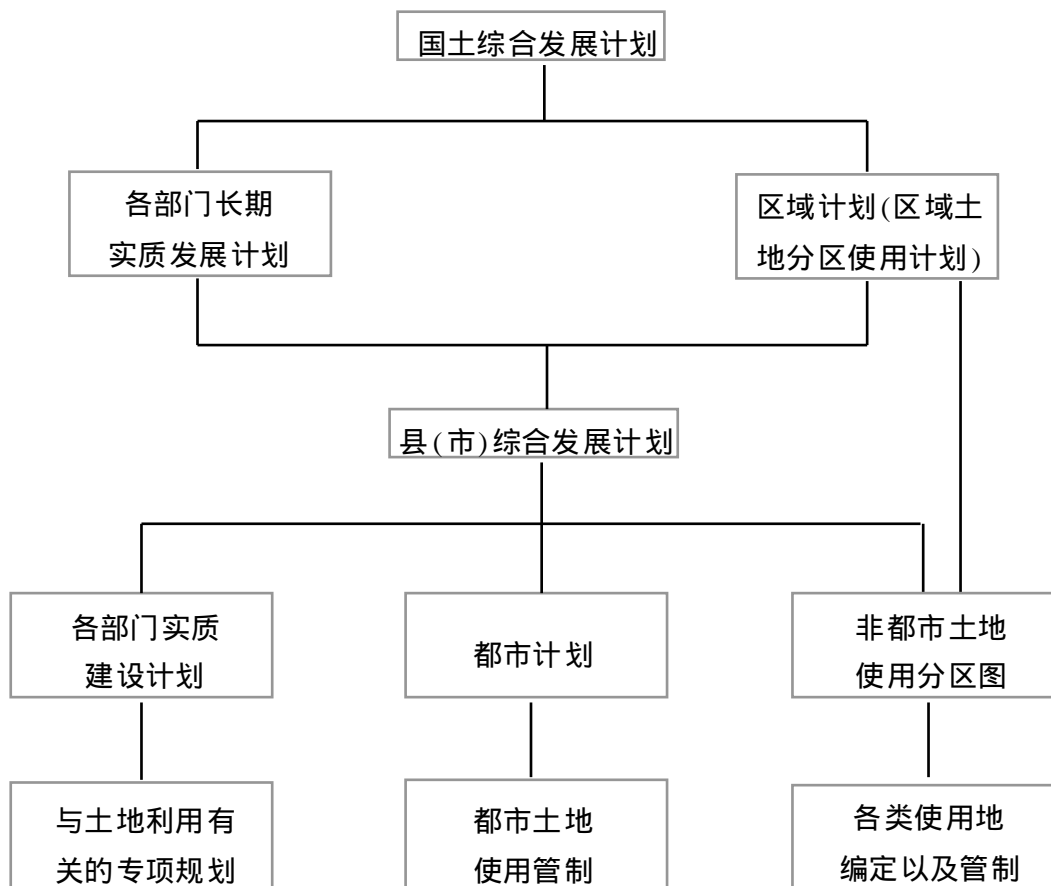 国土综合发展计划
各部门长期
实质发展计划
区域计划(区域土
地分区使用计划)
县(市)综合发展计划
各部门实质
建设计划
都市计划
非都市土地
使用分区图
与土地利用有
关的专项规划
都市土地
使用管制
各类使用地
编定以及管制